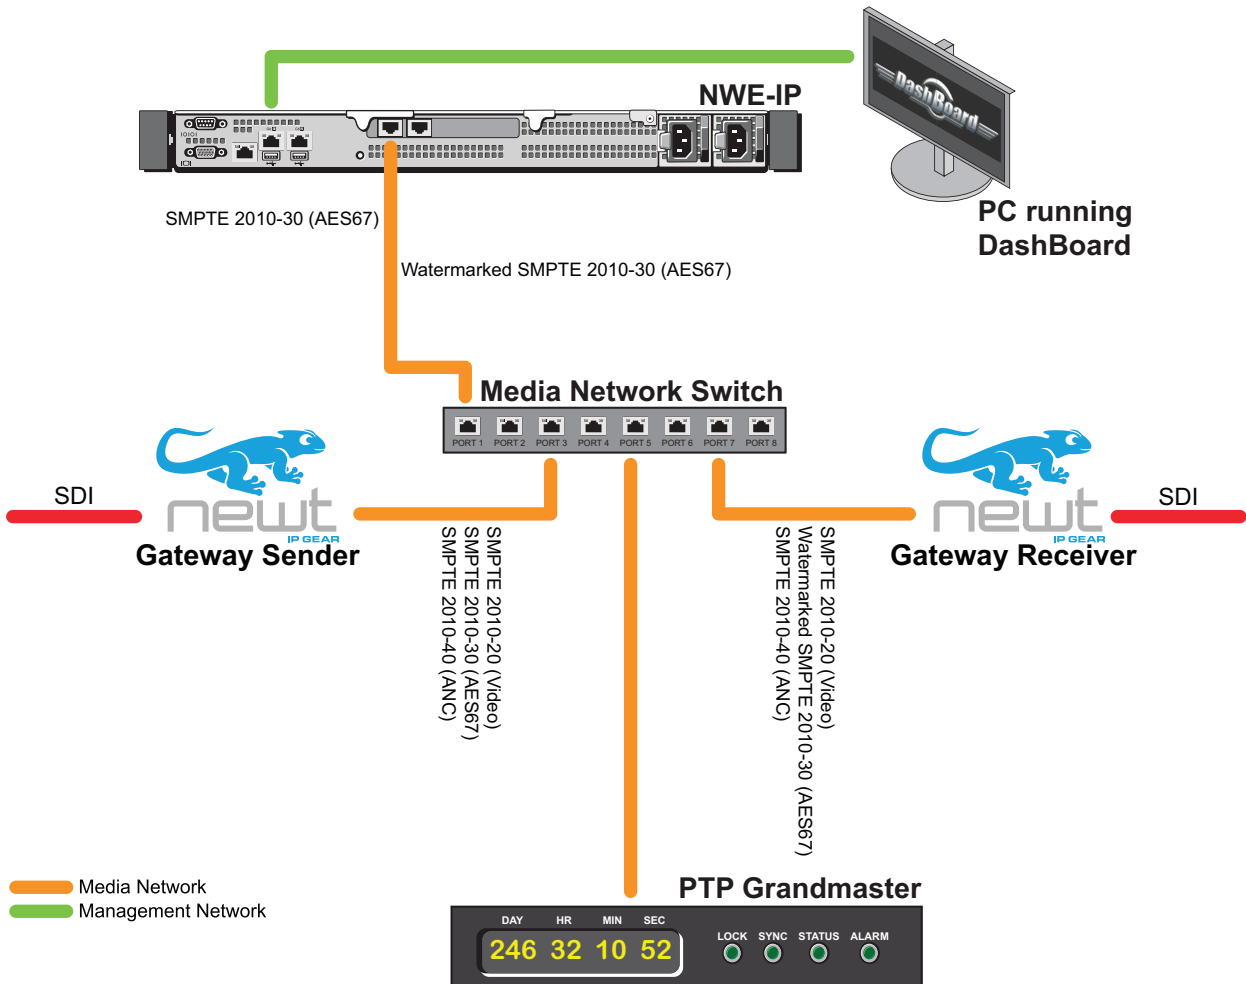 NWE-IP
DashBoard
PC running
DashBoard
SMPTE 2010-30 (AES67)
Watermarked SMPTE 2010-30 (AES67)
Media Network Switch
PORT 1 PORT 2 PORT 3 PORT 4 PORT 5 PORT 6 PORT 7 PORT 8
SDI
newt
IP GEAR
Gateway Sender
SMPTE 2010-20 (Video)
SMPTE 2010-30 (AES67)
SMPTE 2010-40 (ANC)
newt
IP GEAR
Gateway Receiver
SDI
SMPTE 2010-20 (Video)
Watermarked SMPTE 2010-30 (AES67)
SMPTE 2010-40 (ANC)
Media Network
Management Network
PTP Grandmaster
DAY HR MIN SEC
246 32 10 52
LOCK SYNC STATUS ALARM